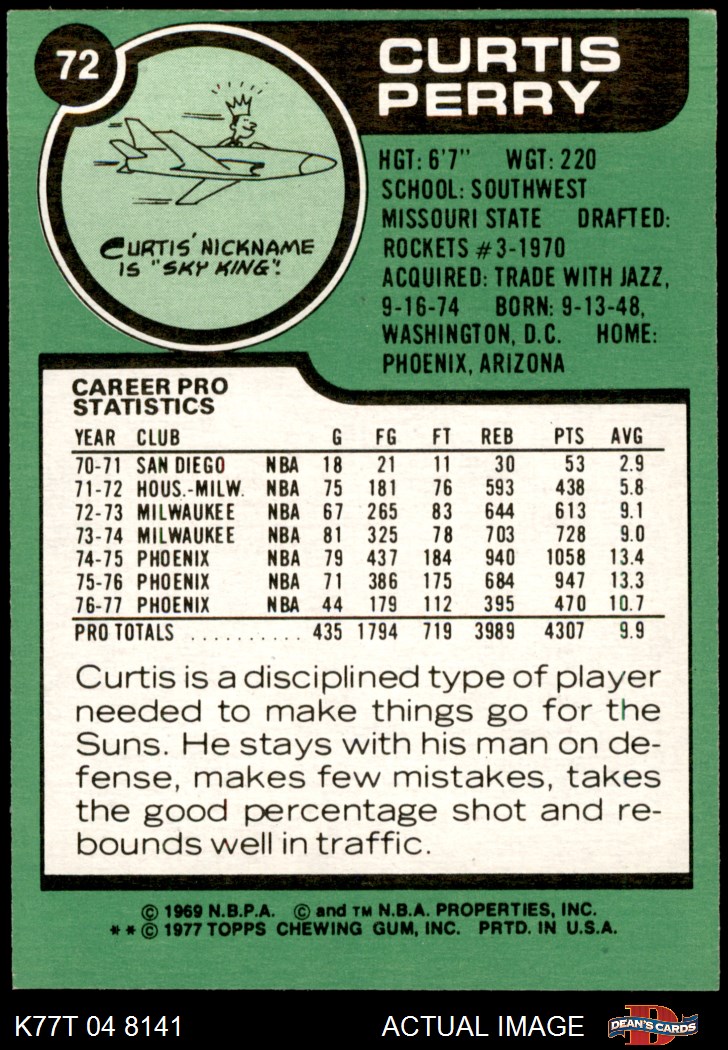 72
CURTIS
PERRY
CURTIS' NICKNAME
IS "SKY KING".
HGT: 6'7" WGT: 220
SCHOOL: SOUTHWEST
MISSOURI STATE DRAFTED:
ROCKETS #3-1970
ACQUIRED: TRADE WITH JAZZ,
9-16-74 BORN: 9-13-48,
WASHINGTON, D.C. HOME:
PHOENIX, ARIZONA
CAREER PRO
STATISTICS
YEAR CLUB G FG FT REB PTS AVG
70-71 SAN DIEGO NBA 18 21 11 30 53 2.9
71-72 HOUS.-MILW. NBA 75 181 76 593 438 5.8
72-73 MILWAUKEE NBA 67 265 83 644 613 9.1
73-74 MILWAUKEE NBA 81 325 78 703 728 9.0
74-75 PHOENIX NBA 79 437 184 940 1058 13.4
75-76 PHOENIX NBA 71 386 175 684 947 13.3
76-77 PHOENIX NBA 44 179 112 395 470 10.7
PRO TOTALS .......... 435 1794 719 3989 4307 9.9
Curtis is a disciplined type of player
needed to make things go for the
Suns. He stays with his man on de-
fense, makes few mistakes, takes
the good percentage shot and re-
bounds well in traffic.
© 1969 N.B.P.A. © and TM N.B.A. PROPERTIES, INC.
** © 1977 TOPPS CHEWING GUM, INC. PRTD. IN U.S.A.
K77T 04 8141 ACTUAL IMAGE D DEAN'S CARDS